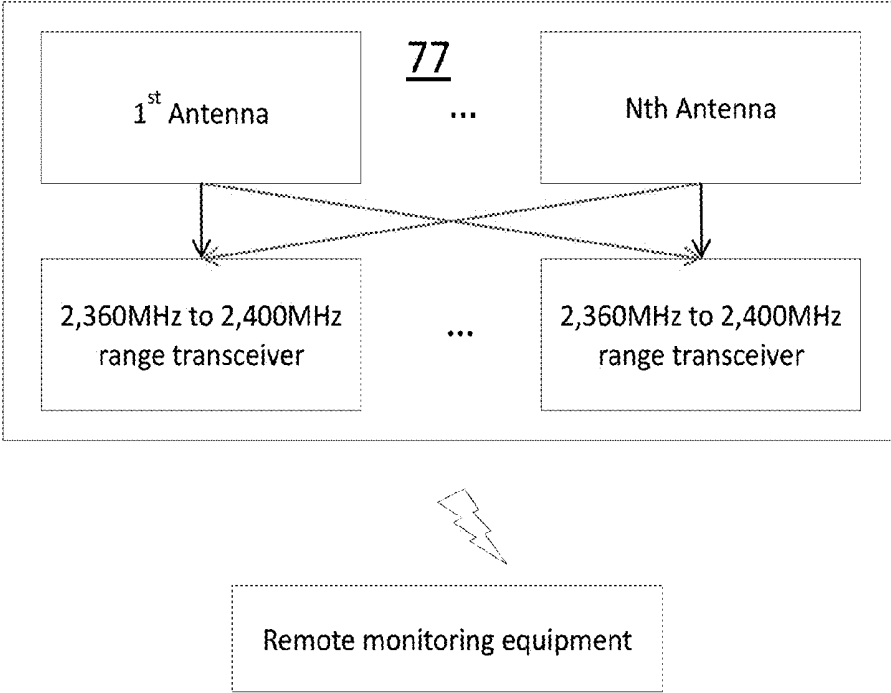 77
1st Antenna
...
Nth Antenna
2,360MHz to 2,400MHz
range transceiver
...
2,360MHz to 2,400MHz
range transceiver
Remote monitoring equipment